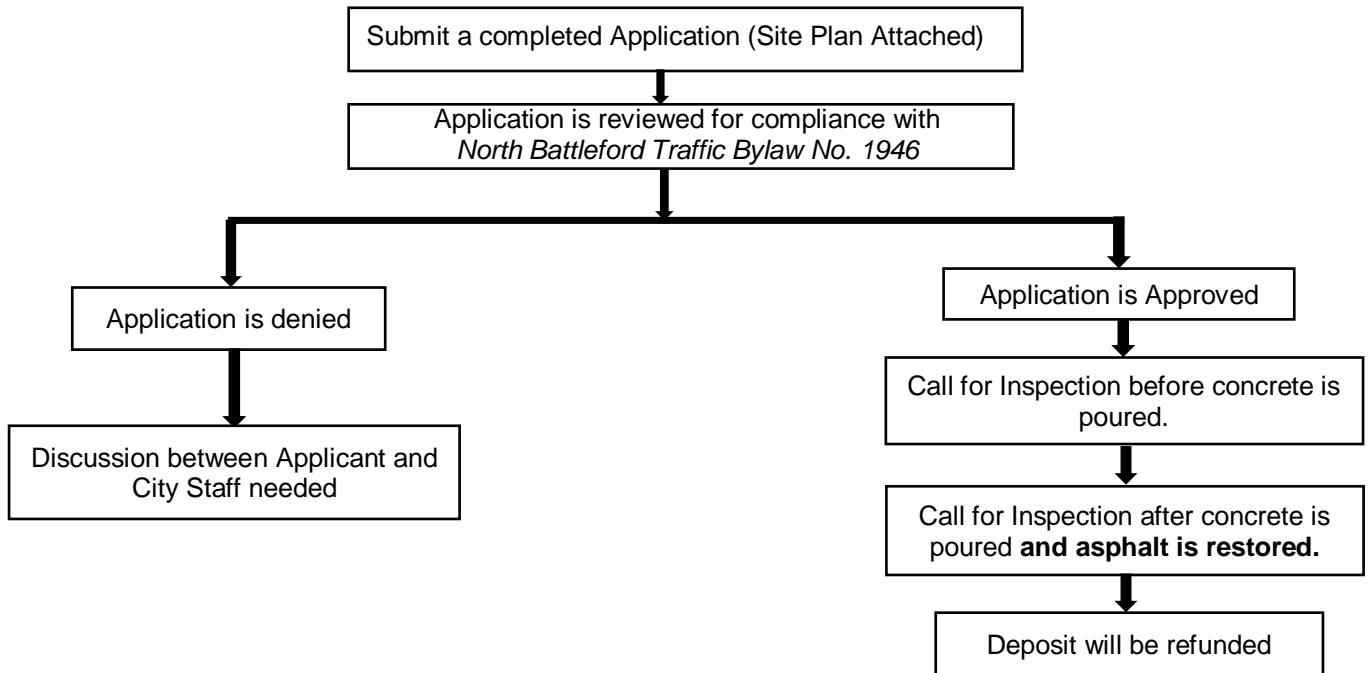 Submit a completed Application (Site Plan Attached)
Application is reviewed for compliance with
North Battleford Traffic Bylaw No. 1946
Application is denied
Discussion between Applicant and
City Staff needed
Application is Approved
Call for Inspection before concrete is
poured.
Call for Inspection after concrete is
poured and asphalt is restored.
Deposit will be refunded